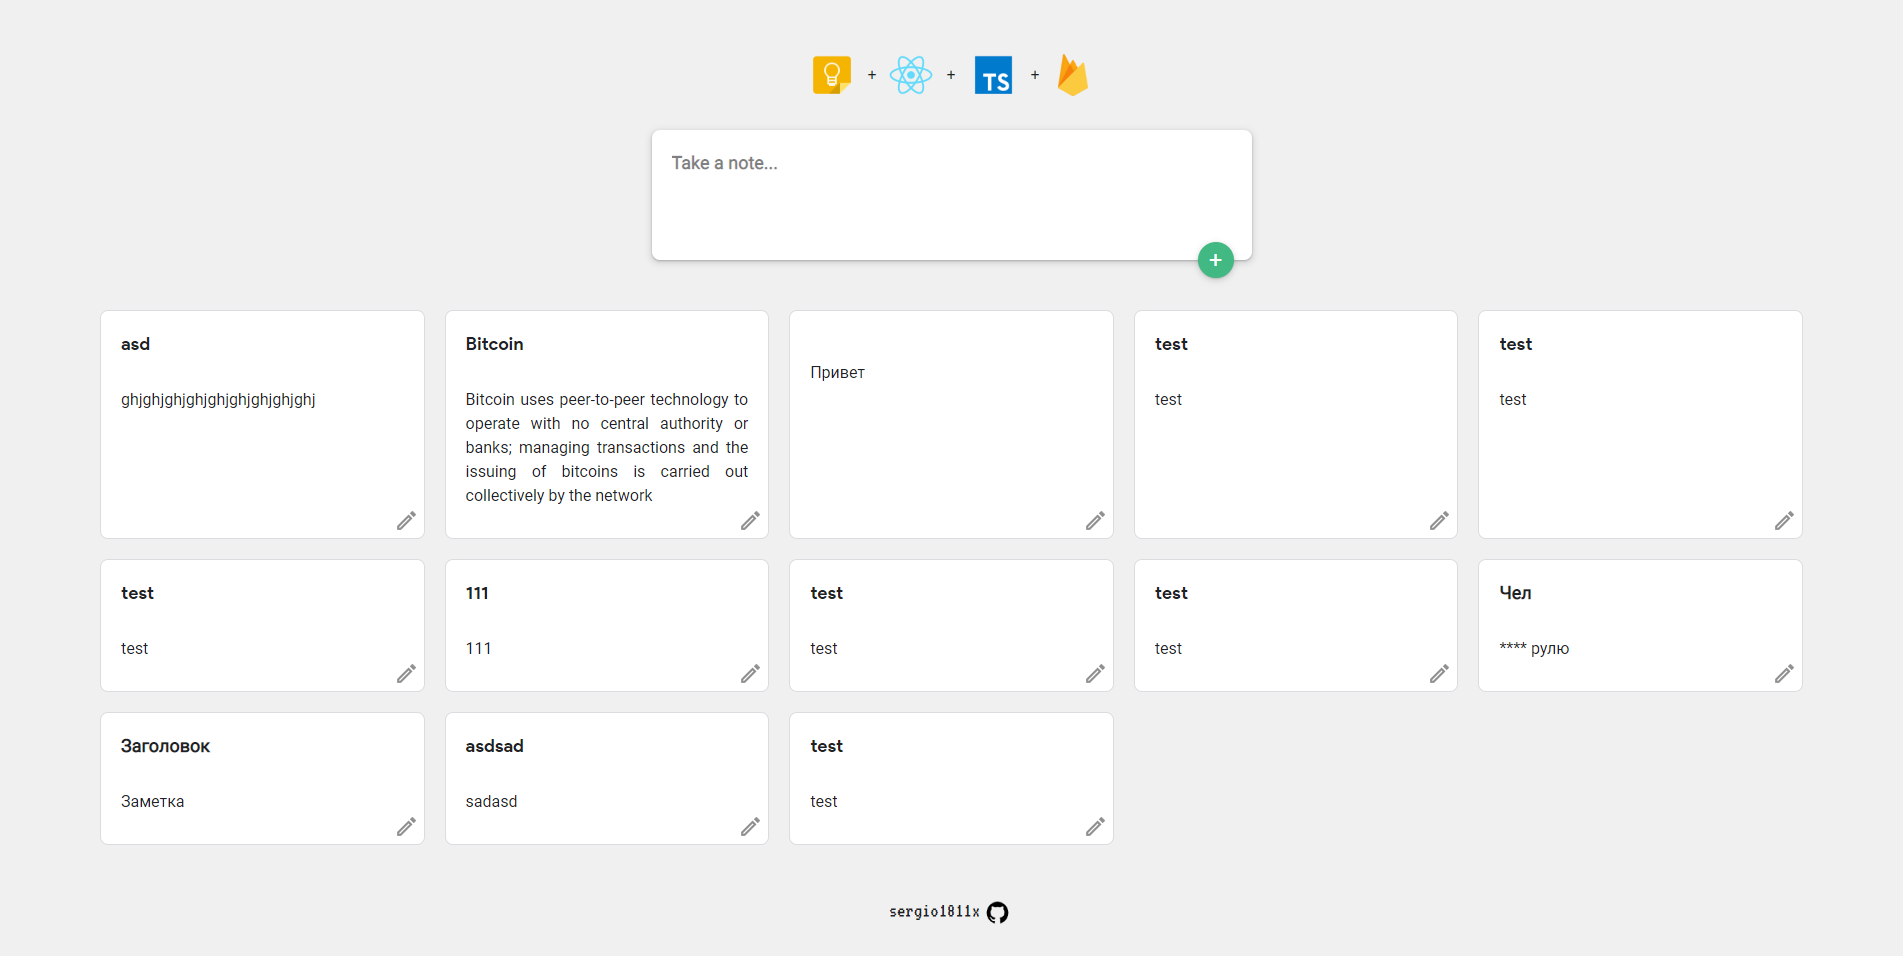 + + TS +
Take a note...
+
asd
ghjghjghjghjghjghjghjghjghj
Bitcoin
Bitcoin uses peer-to-peer technology to
operate with no central authority or
banks; managing transactions and the
issuing of bitcoins is carried out
collectively by the network
Привет
test
test
test
test
test
test
111
111
test
test
test
test
Чел
**** рулю
Заголовок
Заметка
asdsad
sadasd
test
test
sergio1811x